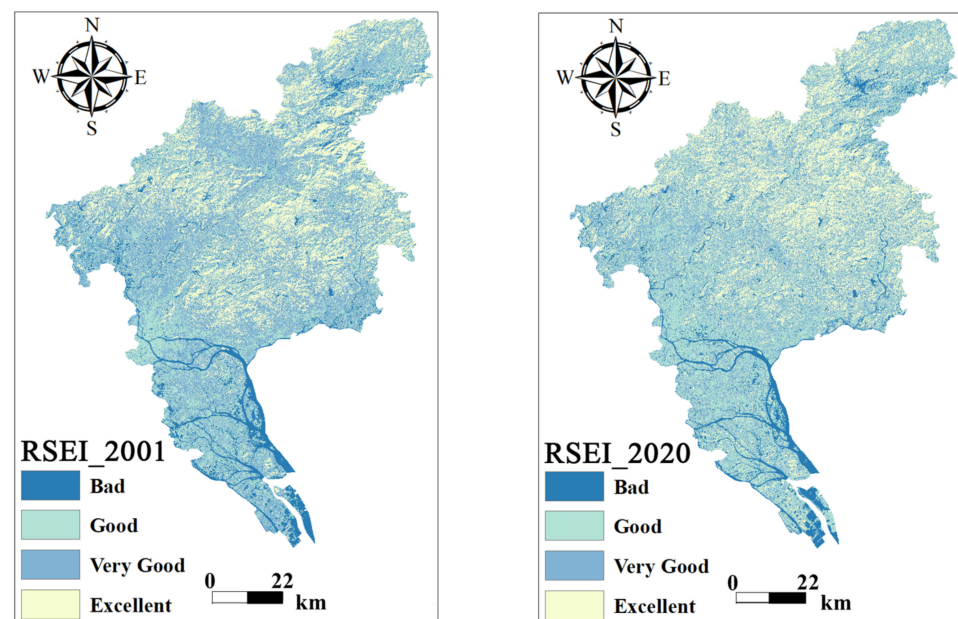 N
W E
S
RSEI_2001
Bad
Good
Very Good
Excellent
0 22
km
N
W E
S
RSEI_2020
Bad
Good
Very Good
Excellent
0 22
km